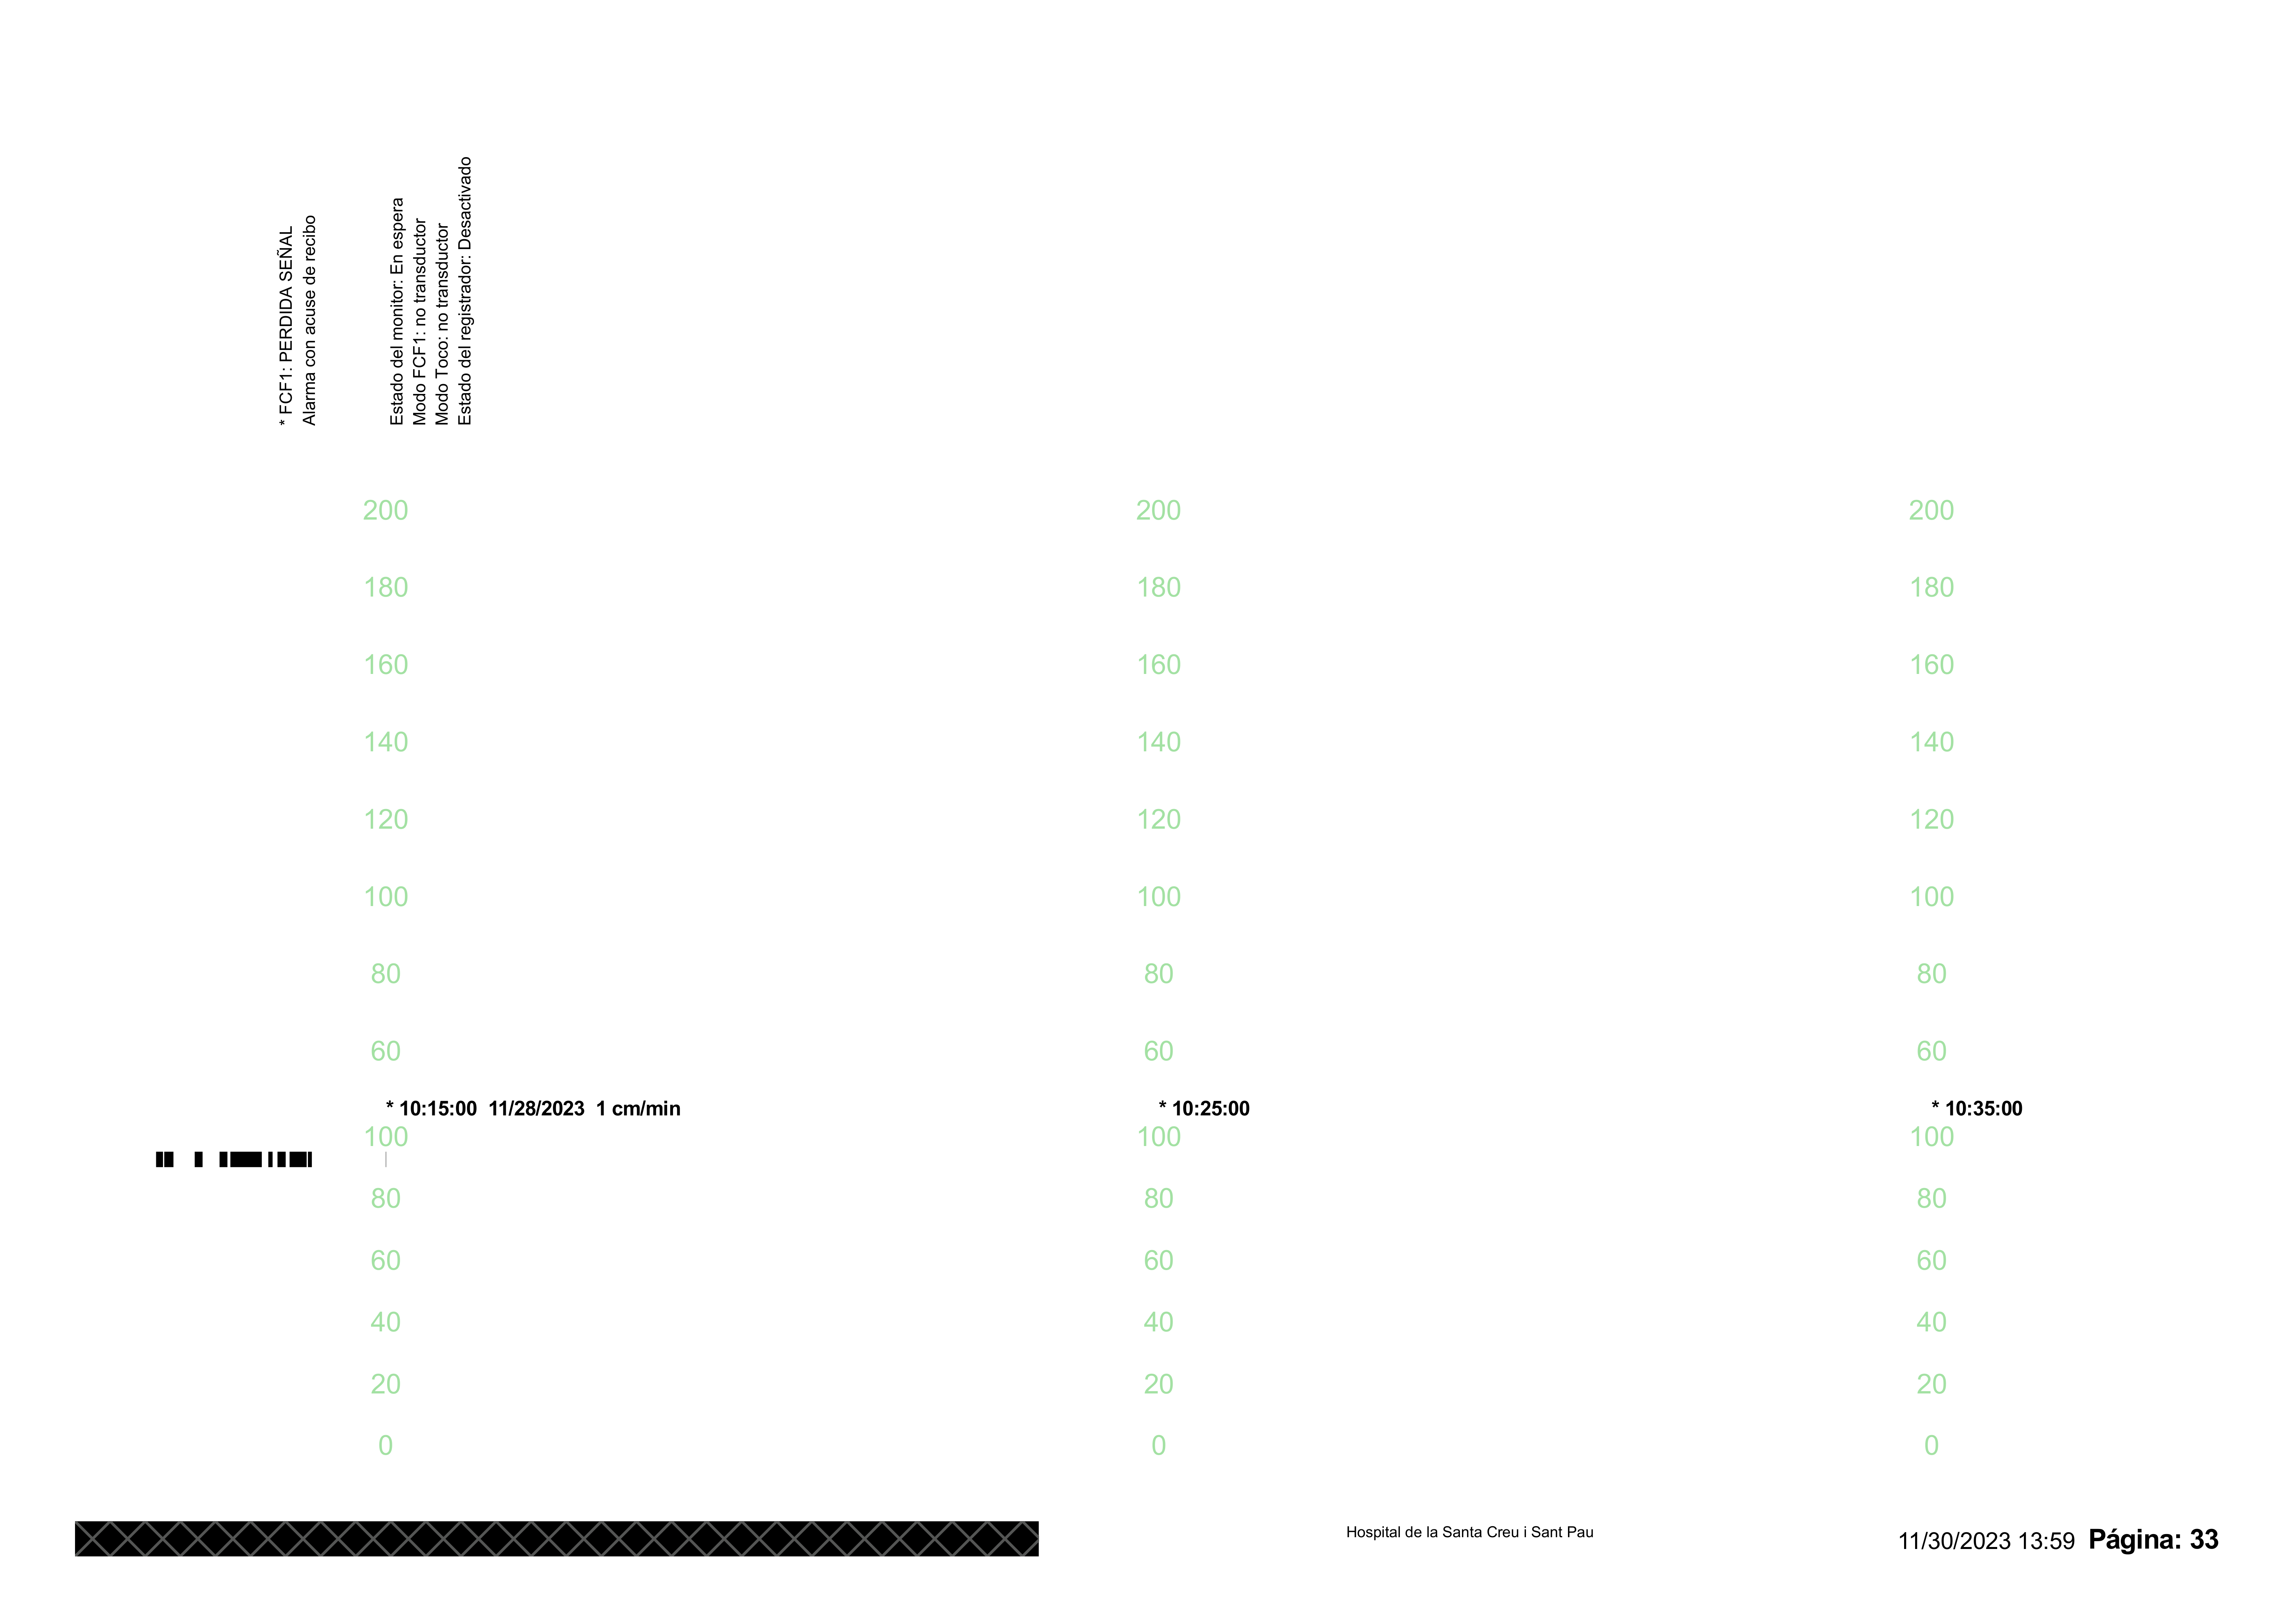 * FCF1: PERDIDA SEÑAL
Alarma con acuse de recibo
Estado del monitor: En espera
Modo FCF1: no transductor
Modo Toco: no transductor
Estado del registrador: Desactivado
200 200 200
180 180 180
160 160 160
140 140 140
120 120 120
100 100 100
80 80 80
60 60 60
* 10:15:00 11/28/2023 1 cm/min * 10:25:00 * 10:35:00
100 100 100
80 80 80
60 60 60
40 40 40
20 20 20
0 0 0
Hospital de la Santa Creu i Sant Pau
11/30/2023 13:59 Página: 33